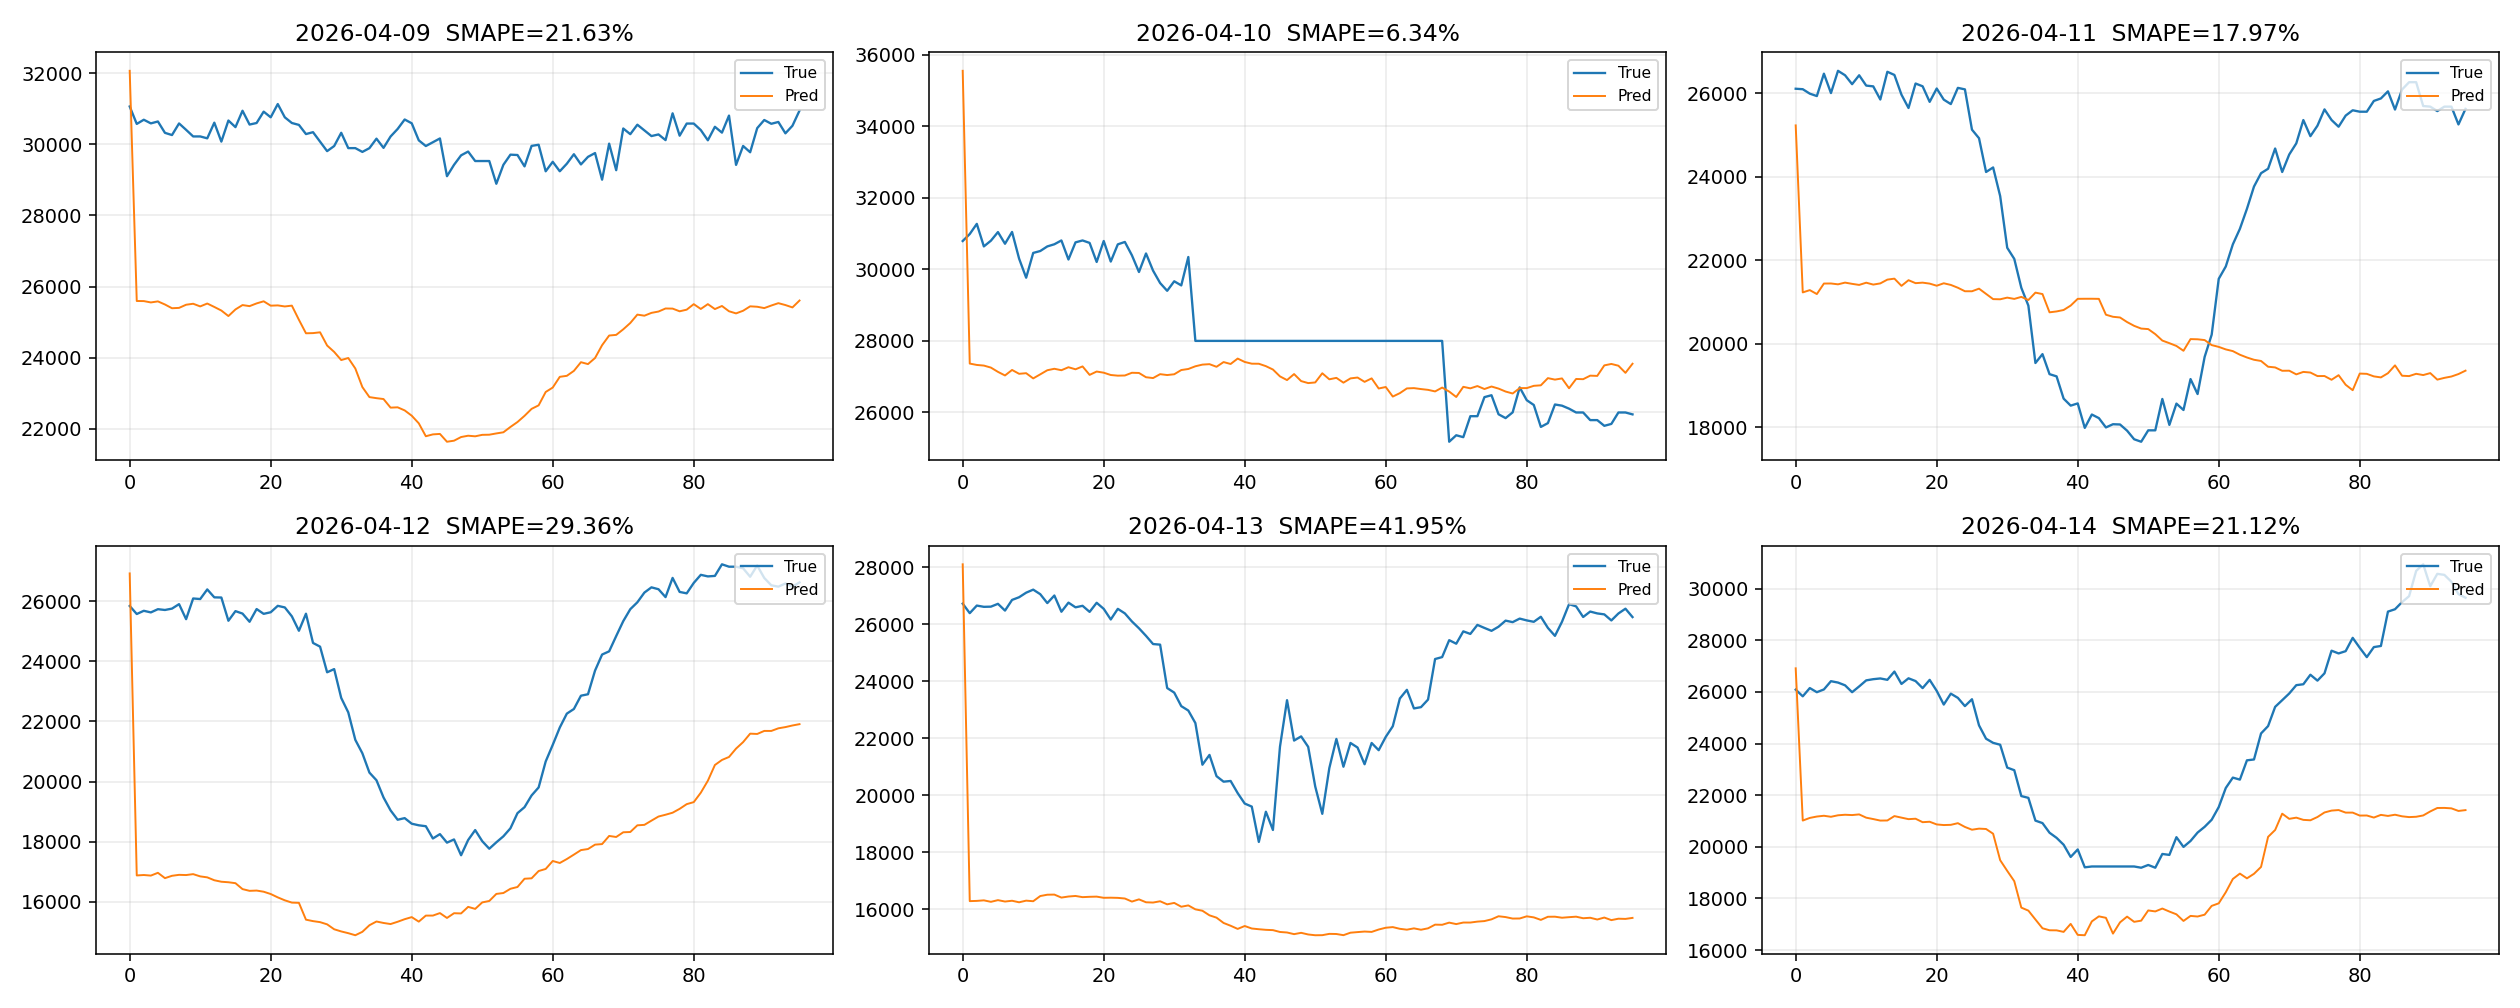 2026-04-09  SMAPE=21.63%
32000
30000
28000
26000
24000
22000
0 20 40 60 80
True
Pred
2026-04-10  SMAPE=6.34%
36000
34000
32000
30000
28000
26000
0 20 40 60 80
True
Pred
2026-04-11  SMAPE=17.97%
26000
24000
22000
20000
18000
0 20 40 60 80
True
Pred
2026-04-12  SMAPE=29.36%
26000
24000
22000
20000
18000
16000
0 20 40 60 80
True
Pred
2026-04-13  SMAPE=41.95%
28000
26000
24000
22000
20000
18000
16000
0 20 40 60 80
True
Pred
2026-04-14  SMAPE=21.12%
30000
28000
26000
24000
22000
20000
18000
16000
0 20 40 60 80
True
Pred